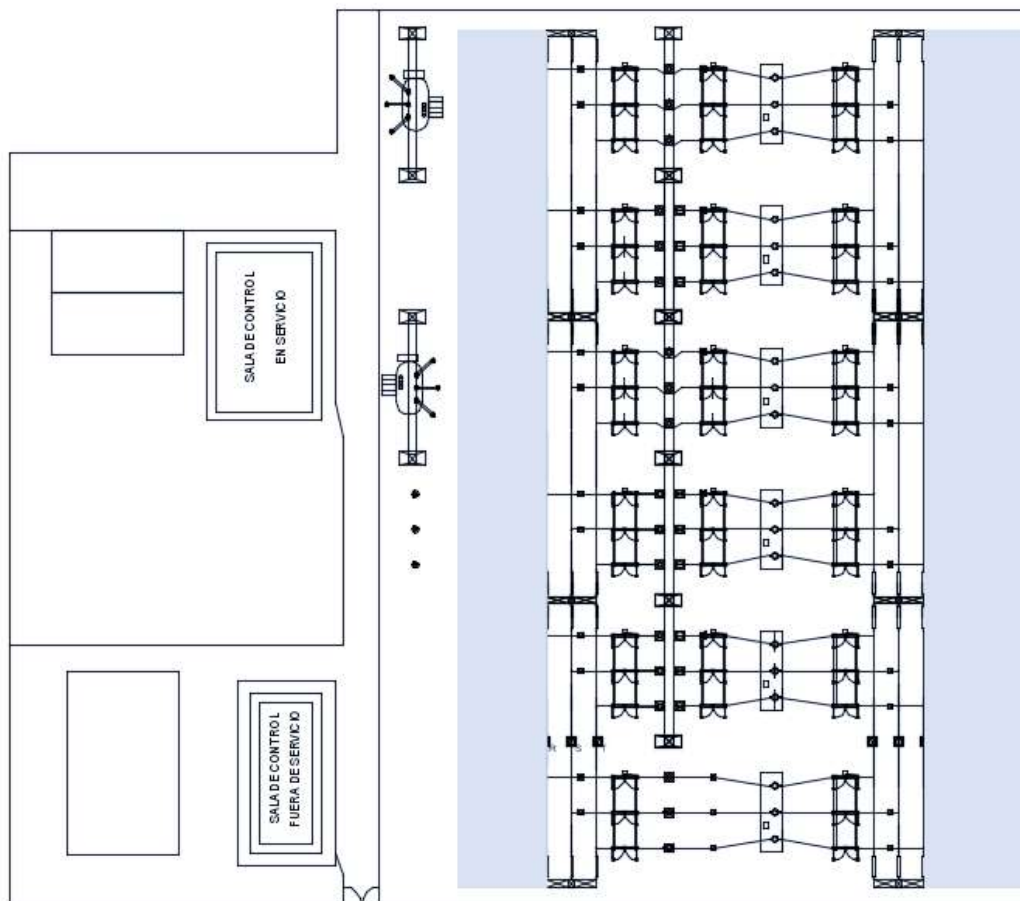 SALA DE CONTROL
EN SERVICIO
R S T
SALA DE CONTROL
FUERA DE SERVICIO